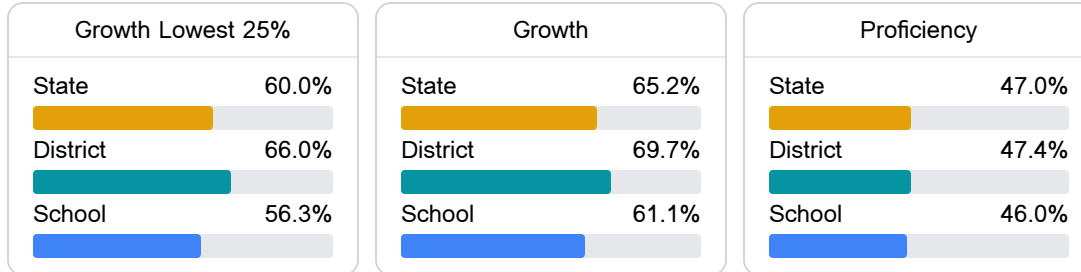 Growth Lowest 25%
State 60.0%
District 66.0%
School 56.3%
Growth
State 65.2%
District 69.7%
School 61.1%
Proficiency
State 47.0%
District 47.4%
School 46.0%